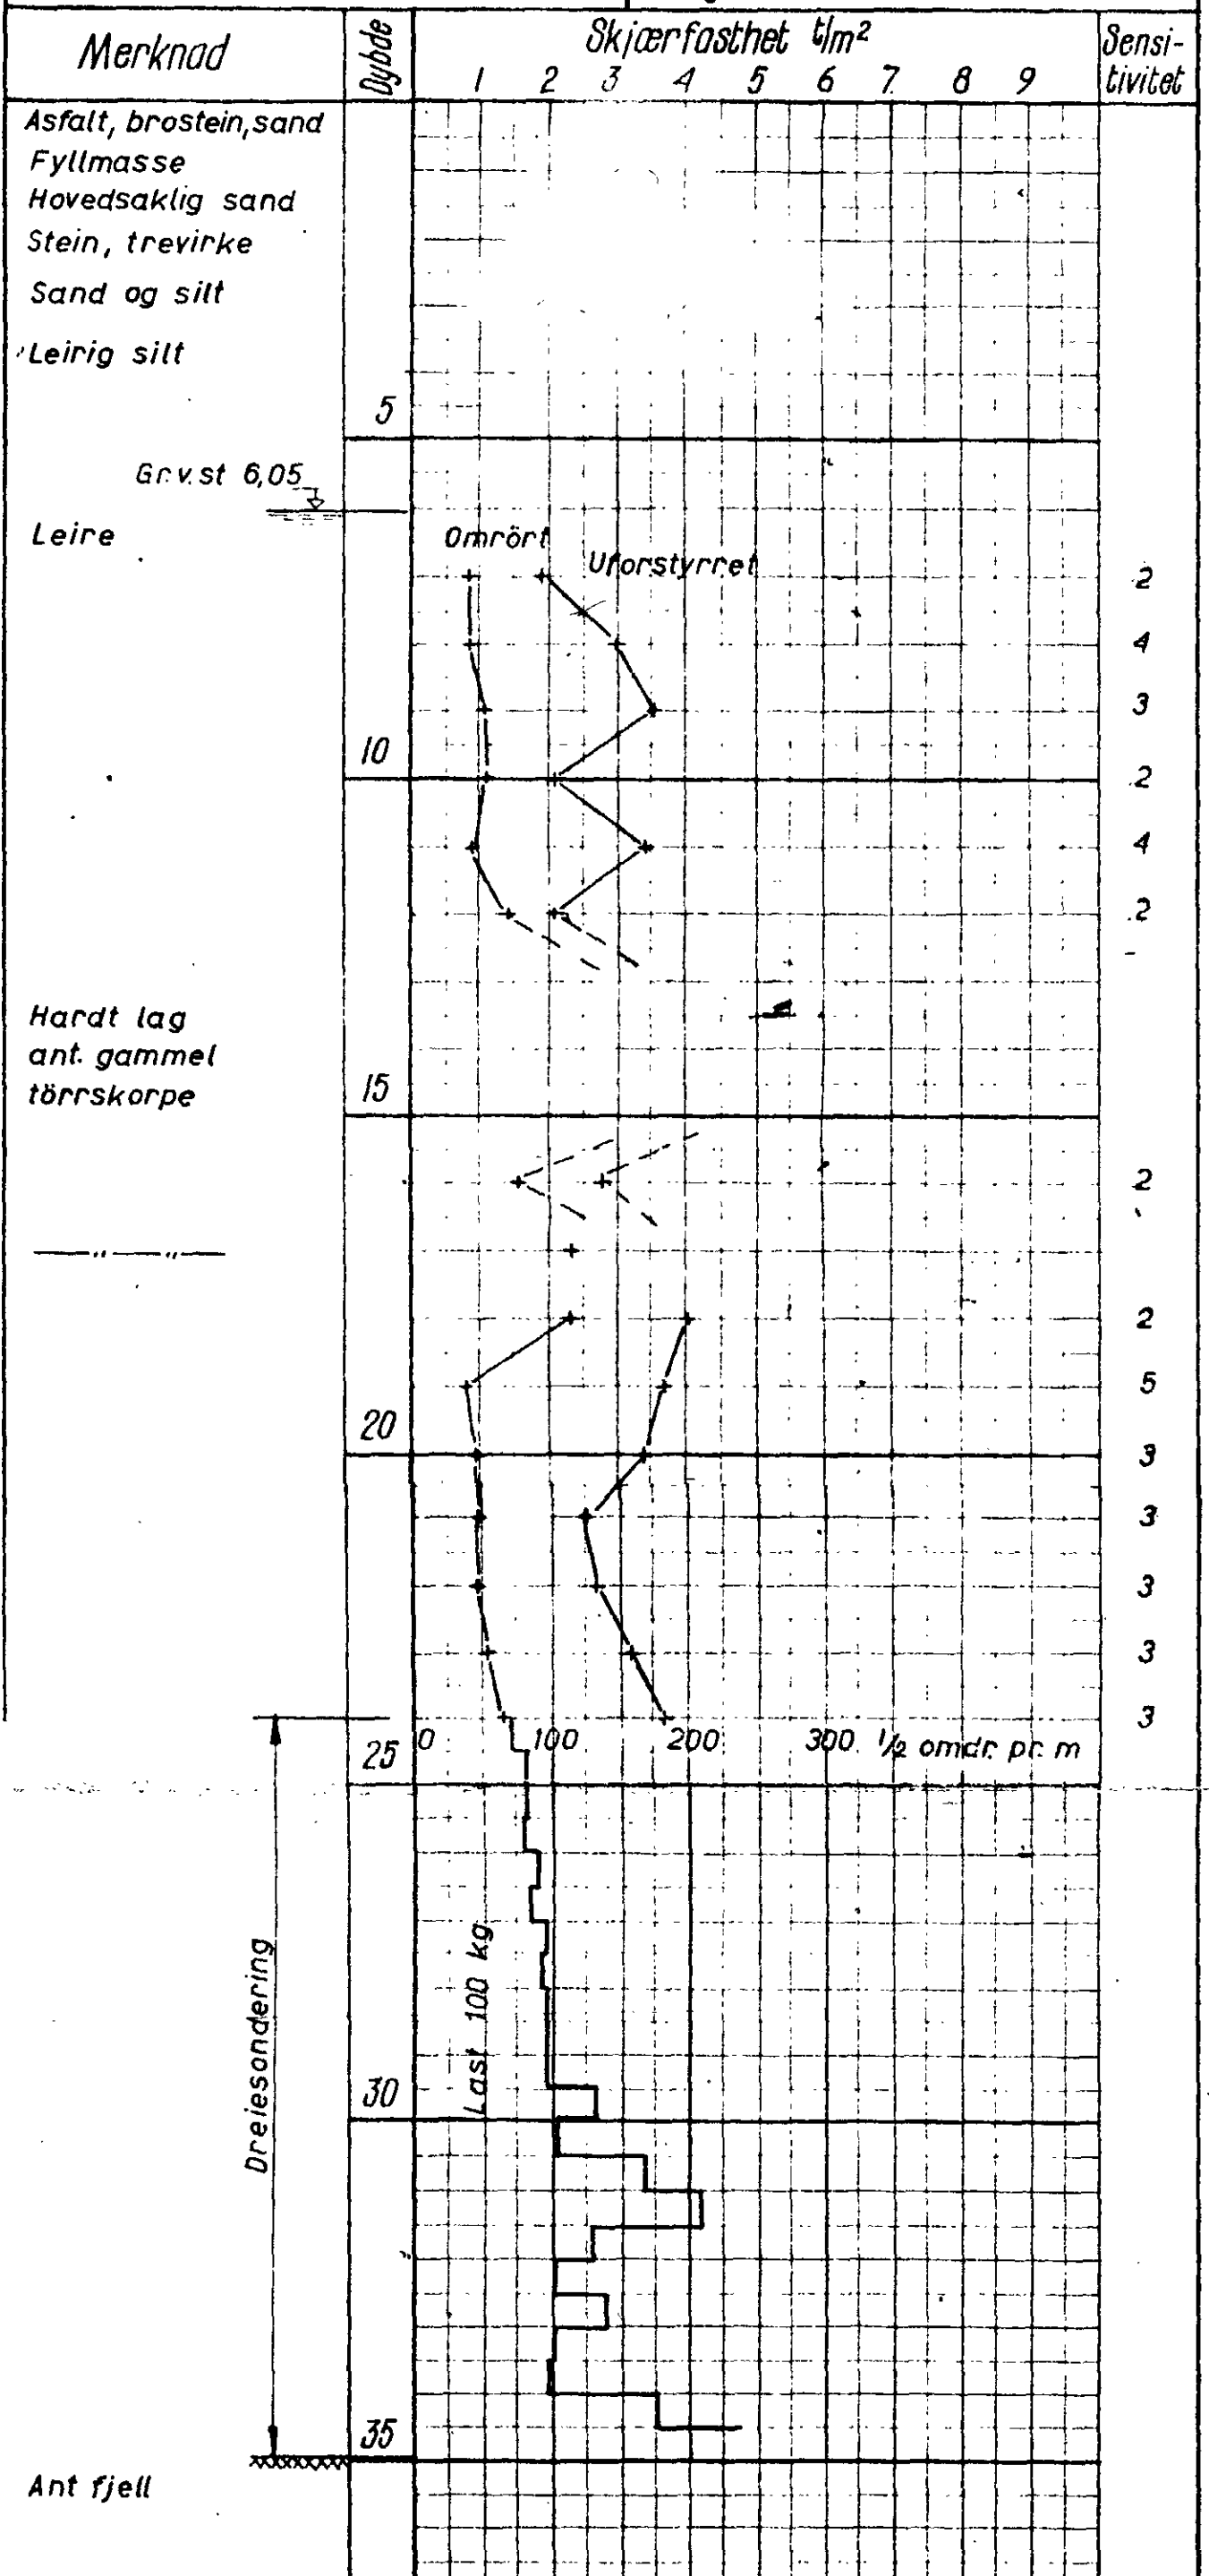 Merknad
Dybde
Skjærfasthet t/m²
1 2 3 4 5 6 7 8 9
Sensi-
tivitet
Asfalt, brostein, sand
Fyllmasse
Hovedsaklig sand
Stein, trevirke
Sand og silt
Leirig silt
5
Gr.v.st 6,05
Leire
Omrört
Uforstyrret
2
4
3
10
2
4
2
Hardt lag
ant. gammel
törrskorpe
15
2
—„—„—
2
5
20
3
3
3
3
3
0 100 200 300 ½ omdr. pr. m
25
Dreiesondering
Last 100 kg
30
35
Ant fjell